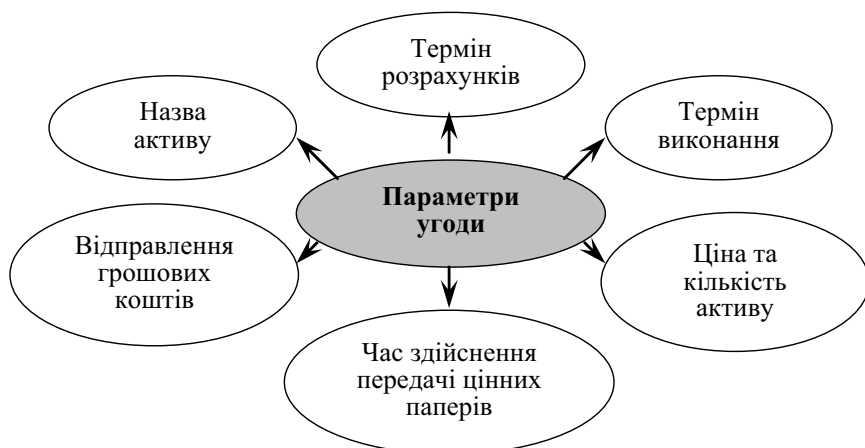 Термін
розрахунків
Назва
активу
Термін
виконання
Параметри
угоди
Відправлення
грошових
коштів
Ціна та
кількість
активу
Час здійснення
передачі цінних
паперів